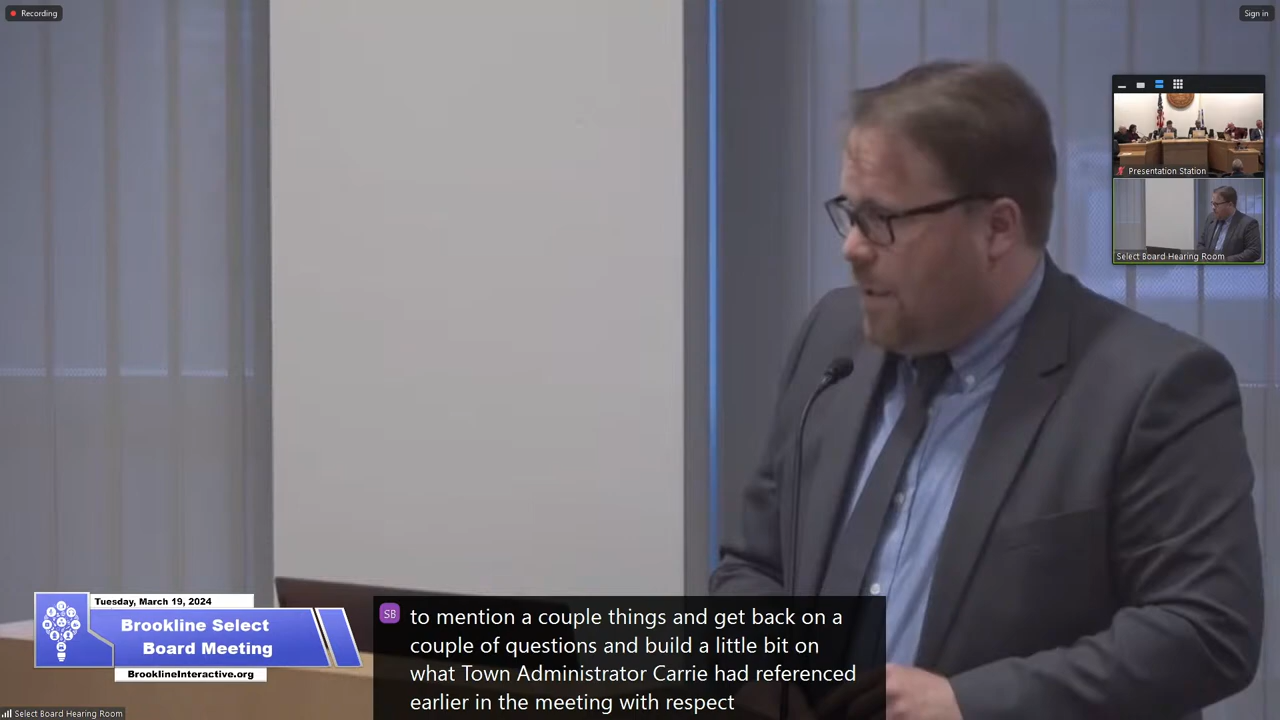 Recording
Sign in
Presentation Station
Select Board Hearing Room
Tuesday, March 19, 2024
Brookline Select
Board Meeting
BrooklineInteractive.org
SB
to mention a couple things and get back on a
couple of questions and build a little bit on
what Town Administrator Carrie had referenced
earlier in the meeting with respect
Select Board Hearing Room